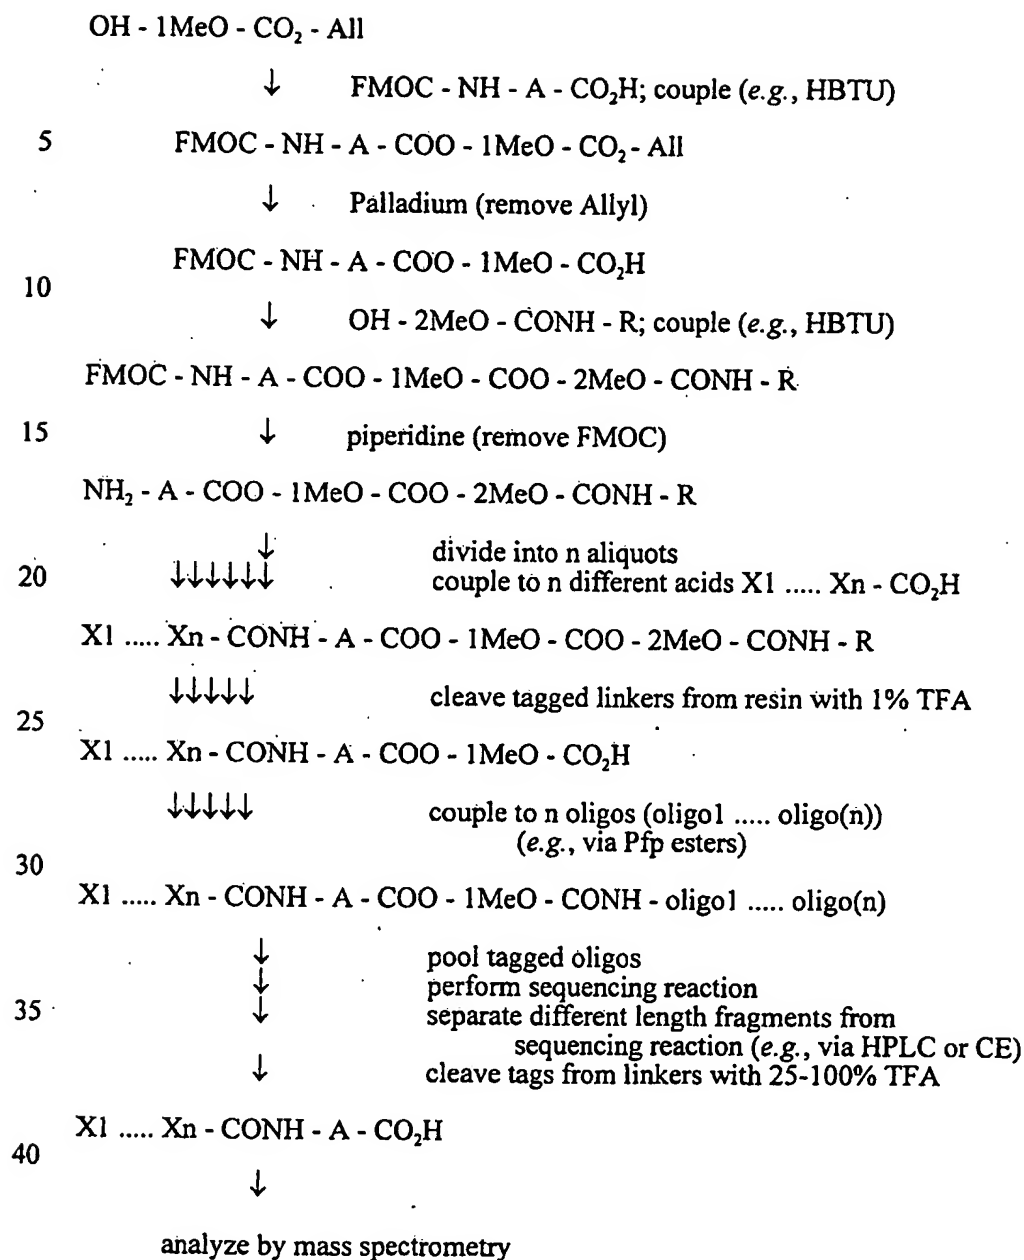 OH - 1MeO - CO₂ - All
↓ FMOC - NH - A - CO₂H; couple (e.g., HBTU)
5 FMOC - NH - A - COO - 1MeO - CO₂ - All
↓ Palladium (remove Allyl)
FMOC - NH - A - COO - 1MeO - CO₂H
10
↓ OH - 2MeO - CONH - R; couple (e.g., HBTU)
FMOC - NH - A - COO - 1MeO - COO - 2MeO - CONH - R
15 ↓ piperidine (remove FMOC)
NH₂ - A - COO - 1MeO - COO - 2MeO - CONH - R
↓ divide into n aliquots
20 ↓↓↓↓↓↓ couple to n different acids X1 ..... Xn - CO₂H
X1 ..... Xn - CONH - A - COO - 1MeO - COO - 2MeO - CONH - R
↓↓↓↓↓ cleave tagged linkers from resin with 1% TFA
25
X1 ..... Xn - CONH - A - COO - 1MeO - CO₂H
↓↓↓↓↓ couple to n oligos (oligo1 ..... oligo(n))
(e.g., via Pfp esters)
30
X1 ..... Xn - CONH - A - COO - 1MeO - CONH - oligo1 ..... oligo(n)
↓ pool tagged oligos
↓ perform sequencing reaction
35 ↓ separate different length fragments from
sequencing reaction (e.g., via HPLC or CE)
↓ cleave tags from linkers with 25-100% TFA
X1 ..... Xn - CONH - A - CO₂H
40
↓
analyze by mass spectrometry